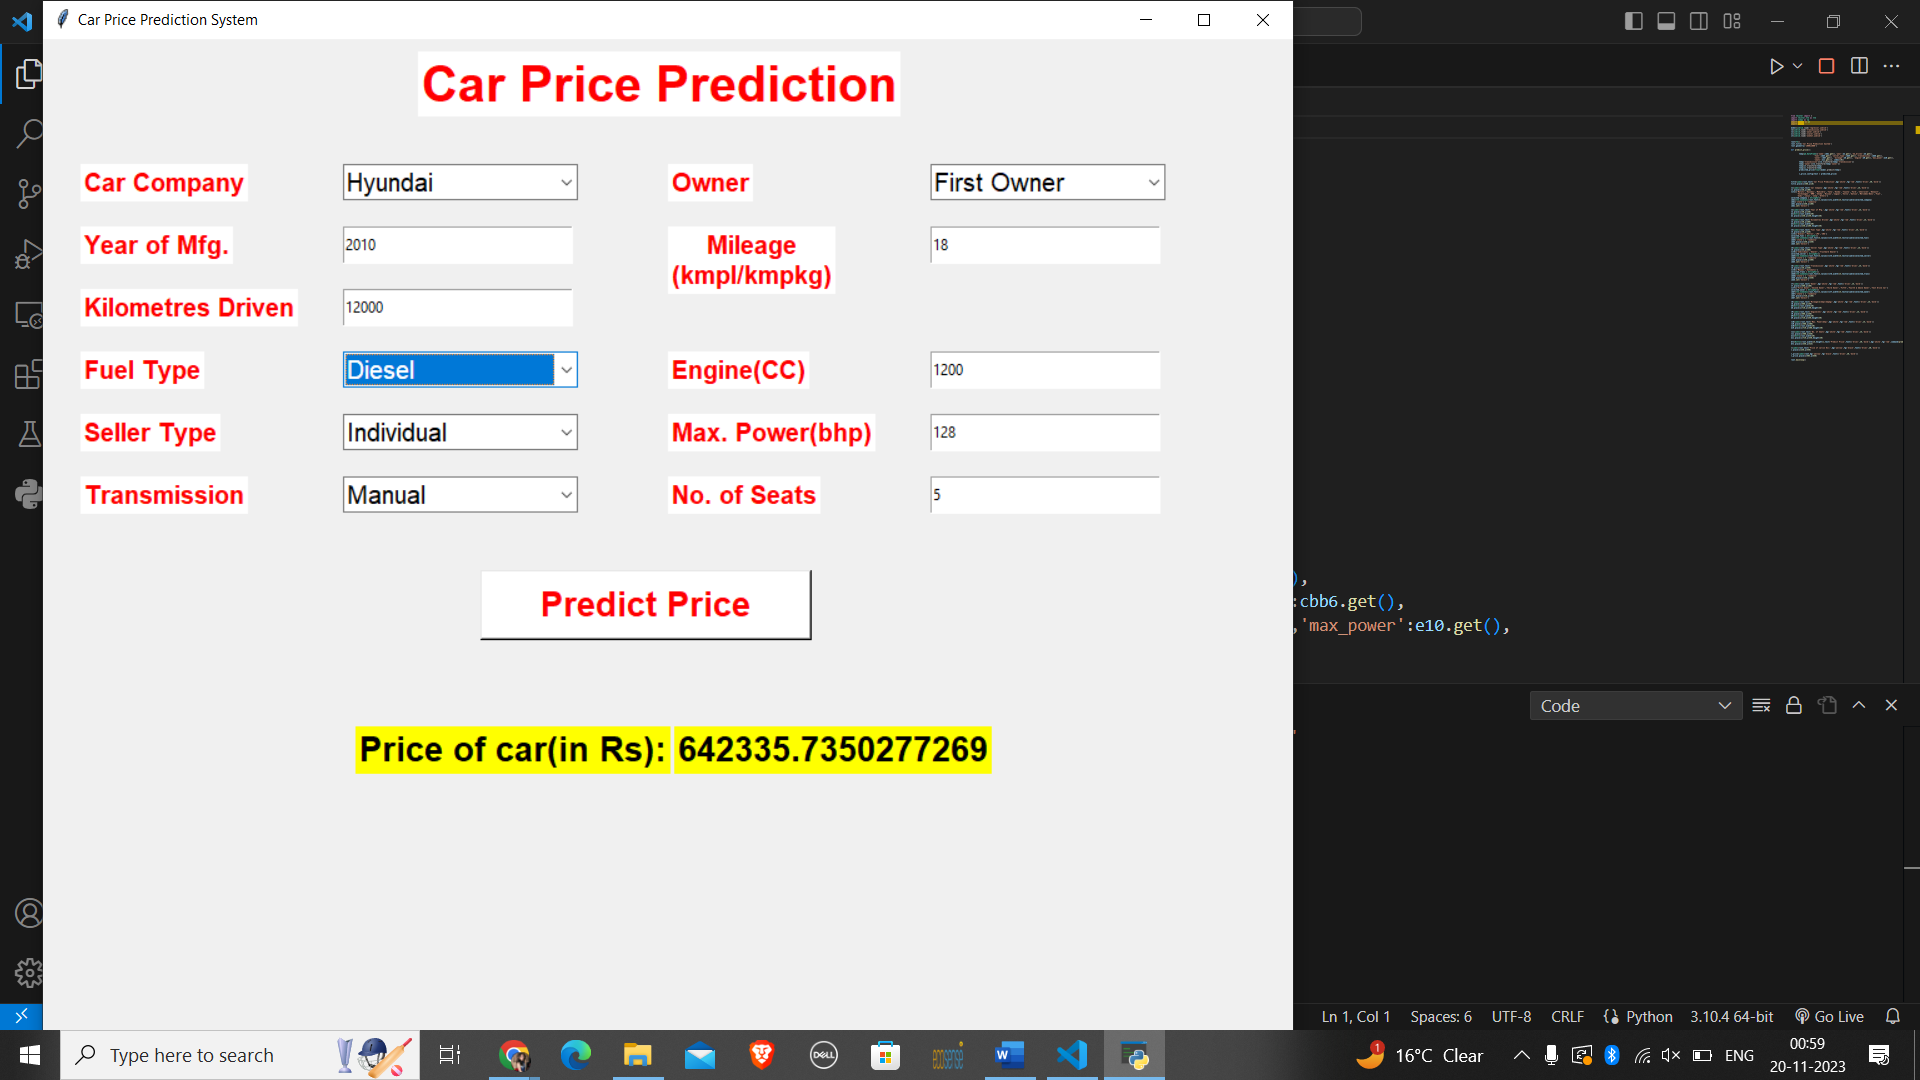 Car Price Prediction System
Car Price Prediction
Car Company
Hyundai
Owner
First Owner
Year of Mfg.
2010
Mileage
(kmpl/kmpkg)
18
Kilometres Driven
12000
Fuel Type
Diesel
Engine(CC)
1200
Seller Type
Individual
Max. Power(bhp)
128
Transmission
Manual
No. of Seats
5
Predict Price
Price of car(in Rs): 642335.7350277269
),
:cbb6.get(),
,'max_power':e10.get(),
Code
Ln 1, Col 1
Spaces: 6
UTF-8
CRLF
Python
3.10.4 64-bit
Go Live
Type here to search
DELL
ecosense
1
16°C Clear
ENG
00:59
20-11-2023